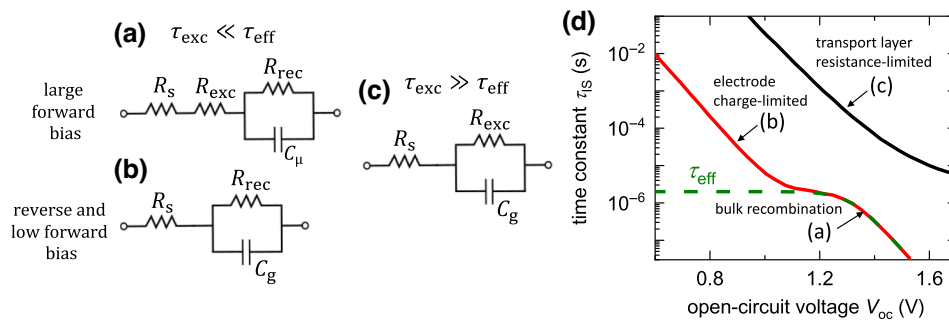 (a) τexc ≪ τeff
large
forward
bias
Rs Rexc Rrec
Cμ
(b)
reverse and
low forward
bias
Rs Rrec
Cg
(c) τexc ≫ τeff
Rs Rexc
Cg
(d)
time constant τIS (s)
10⁻²
10⁻⁴
10⁻⁶
transport layer
resistance-limited
(c)
electrode
charge-limited
(b)
τeff
bulk recombination
(a)
0.8 1.2 1.6
open-circuit voltage Voc (V)